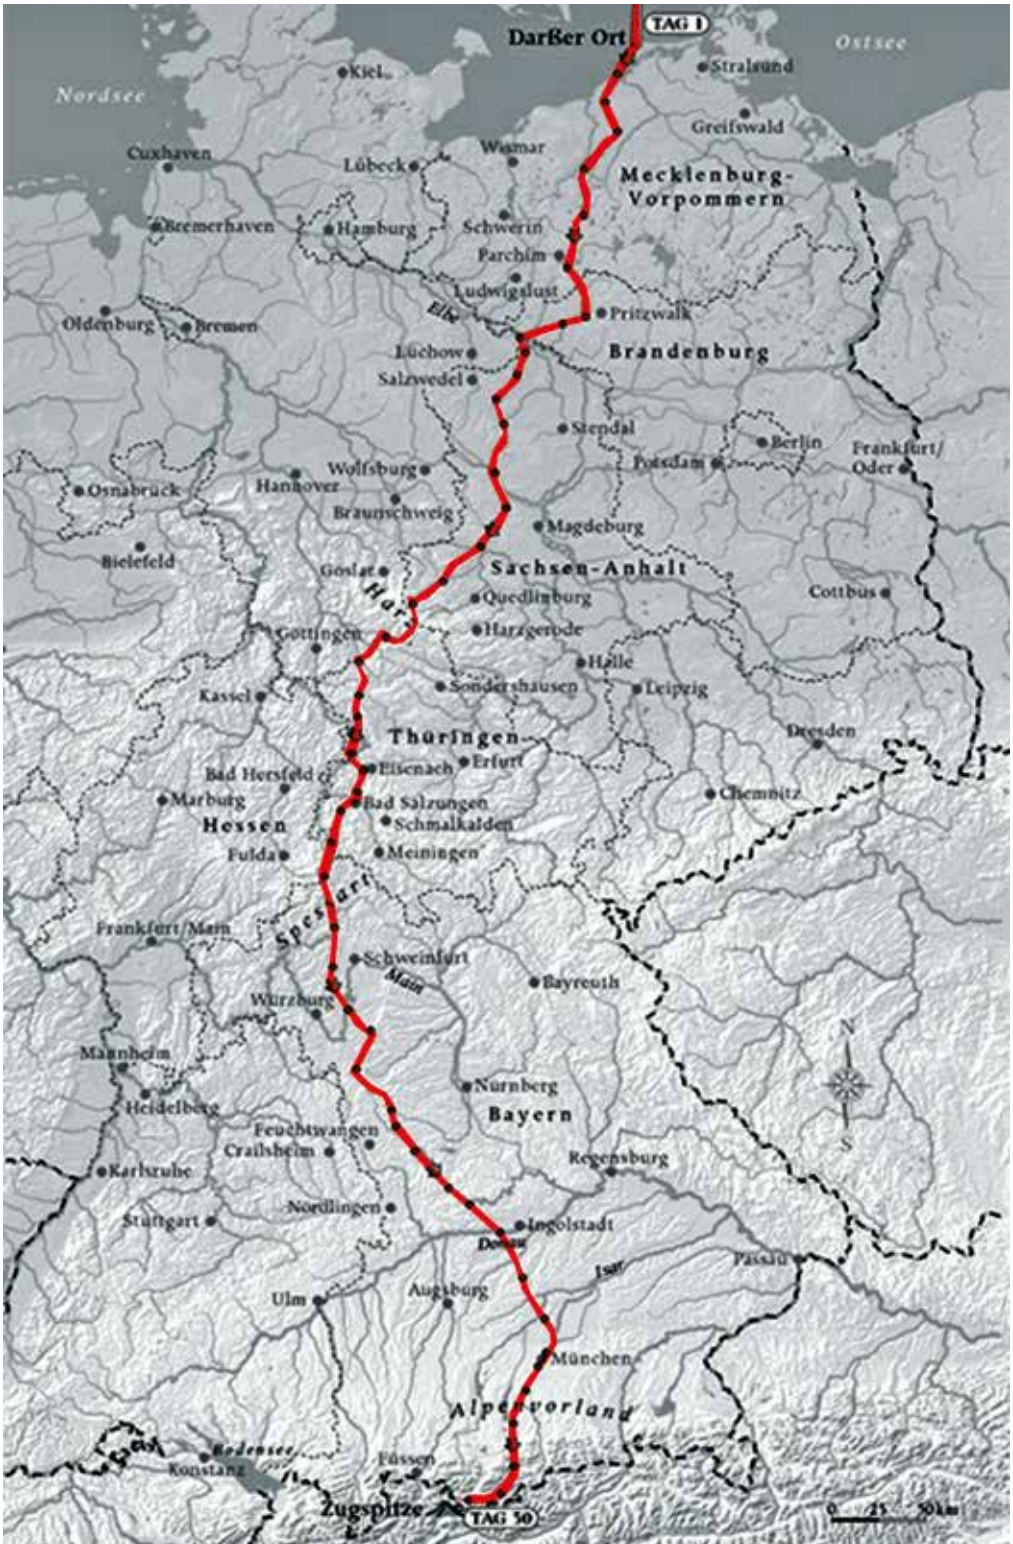 TAG 1
Darßer Ort
Ostsee
Stralsund
Kiel
Nordsee
Greifswald
Wismar
Cuxhaven
Lübeck
Mecklenburg-
Vorpommern
Schwerin
Bremerhaven
Hamburg
Parchim
Ludwigslust
Elbe
Pritzwalk
Oldenburg
Bremen
Brandenburg
Lüchow
Salzwedel
Stendal
Berlin
Frankfurt/
Oder
Potsdam
Wolfsburg
Hannover
Osnabrück
Braunschweig
Magdeburg
Bielefeld
Goslar
Sachsen-Anhalt
Harz
Quedlinburg
Cottbus
Göttingen
Harzgerode
Halle
Kassel
Sondershausen
Leipzig
Dresden
Thüringen
Erfurt
Eisenach
Bad Hersfeld
Marburg
Bad Salzungen
Chemnitz
Hessen
Schmalkalden
Fulda
Meiningen
Spessart
Frankfurt/Main
Schweinfurt
Main
Bayreuth
Würzburg
N
Mannheim
Heidelberg
Nürnberg
Bayern
S
Feuchtwangen
Crailsheim
Karlsruhe
Regensburg
Nördlingen
Stuttgart
Ingolstadt
Donau
Passau
Isar
Augsburg
Ulm
München
Alpenvorland
Bodensee
Konstanz
Füssen
Zugspitze
TAG 50
0 25 50 km